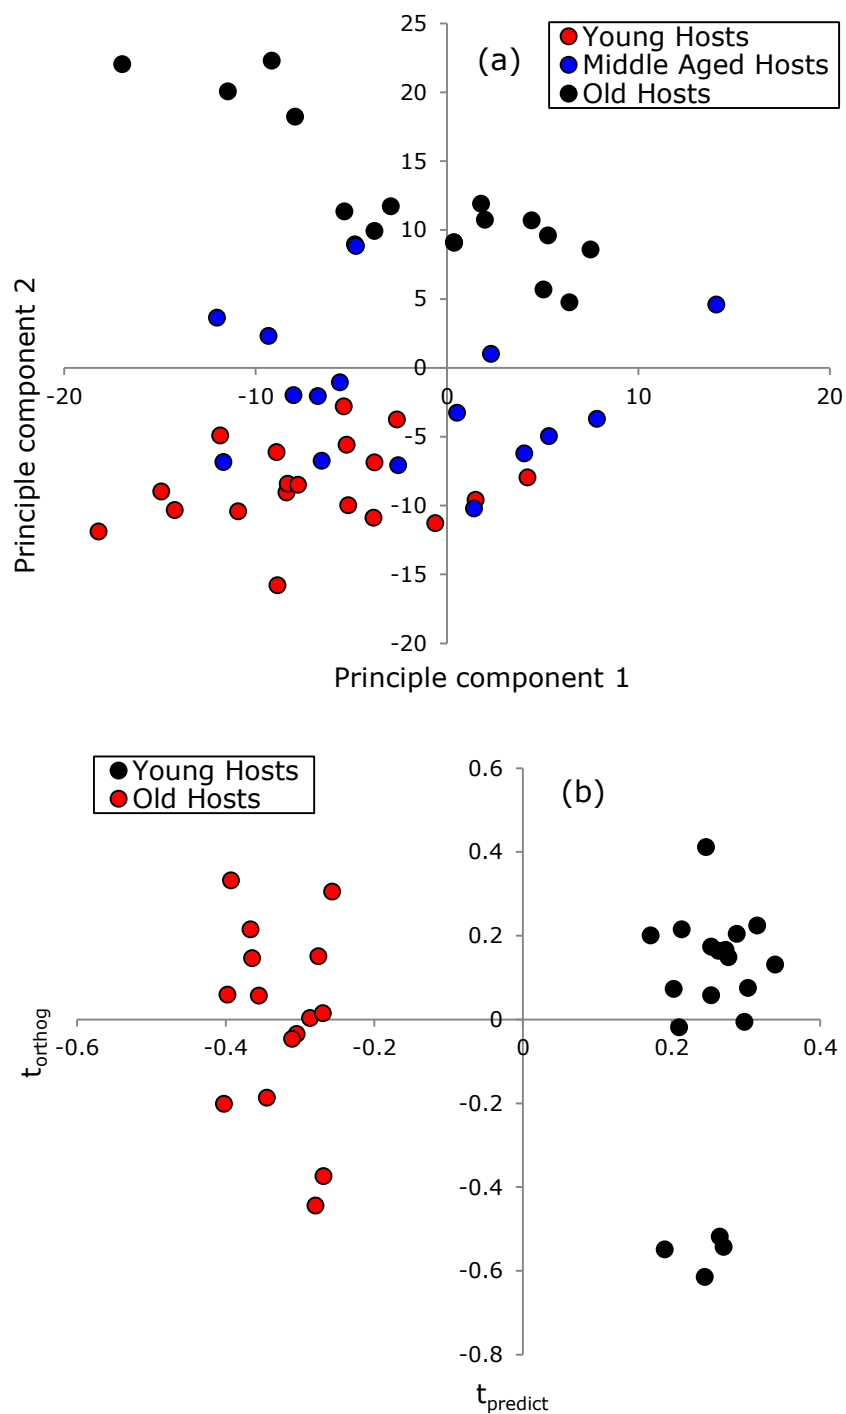 25
(a)
Young Hosts
Middle Aged Hosts
Old Hosts
20
15
10
5
0
-20
-10
0
10
20
-5
-10
-15
-20
Principle component 2
Principle component 1
Young Hosts
Old Hosts
(b)
0.6
0.4
0.2
0
-0.6
-0.4
-0.2
0
0.2
0.4
-0.2
-0.4
-0.6
-0.8
torthog
tpredict